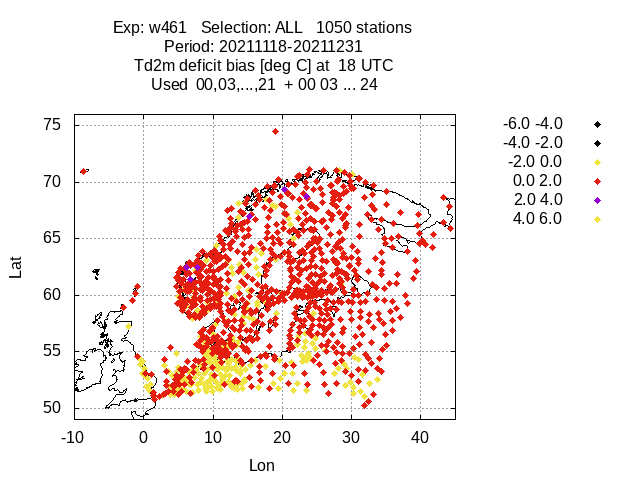 Exp: w461   Selection: ALL   1050 stations
Period: 20211118-20211231
Td2m deficit bias [deg C] at  18 UTC
Used  00,03,...,21  + 00 03 ... 24
-6.0 -4.0
-4.0 -2.0
-2.0 0.0
0.0 2.0
2.0 4.0
4.0 6.0
75
70
65
60
55
50
Lat
-10 0 10 20 30 40
Lon